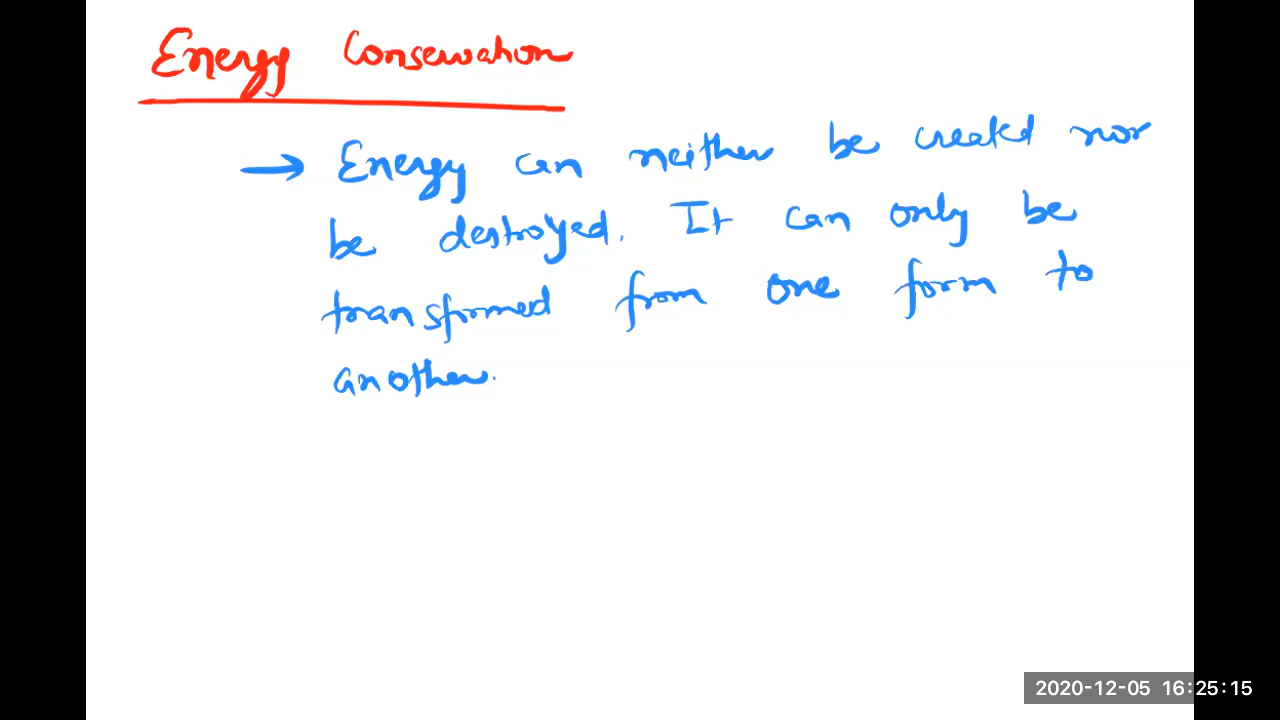 Energy Conservation
→ Energy can neither be created nor
be destroyed. It can only be
transformed from one form to
another.
2020-12-05 16:25:15